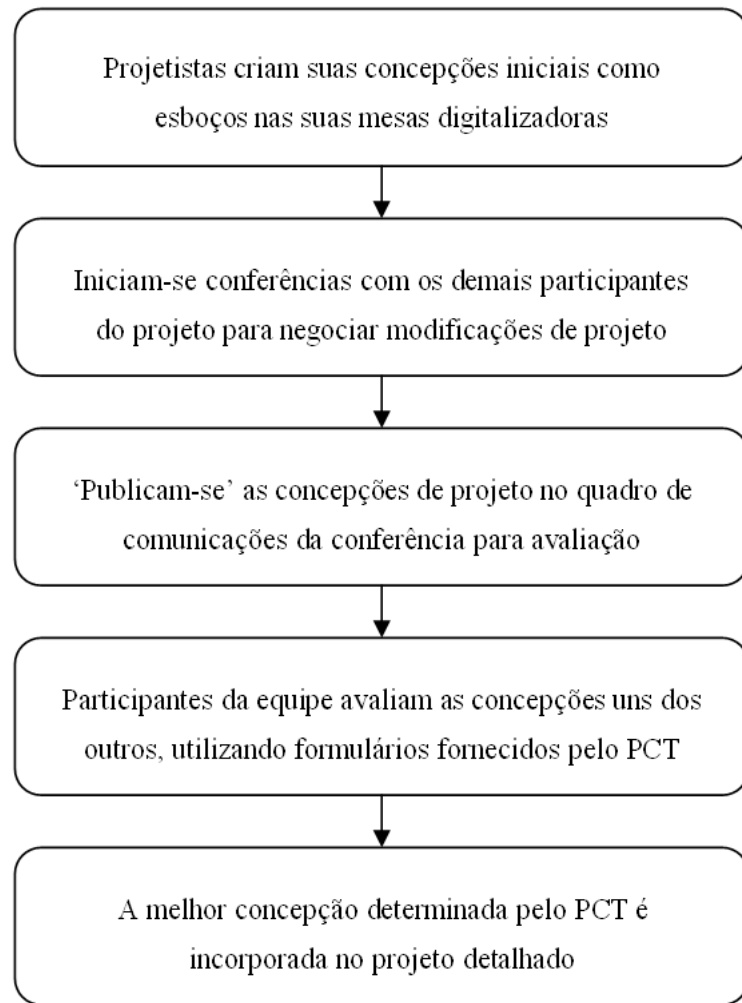 Projetistas criam suas concepções iniciais como
esboços nas suas mesas digitalizadoras
Iniciam-se conferências com os demais participantes
do projeto para negociar modificações de projeto
‘Publicam-se’ as concepções de projeto no quadro de
comunicações da conferência para avaliação
Participantes da equipe avaliam as concepções uns dos
outros, utilizando formulários fornecidos pelo PCT
A melhor concepção determinada pelo PCT é
incorporada no projeto detalhado